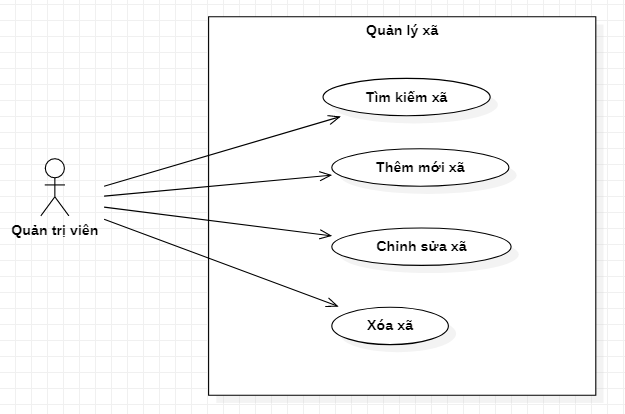 Quản lý xã
Tìm kiếm xã
Thêm mới xã
Chỉnh sửa xã
Xóa xã
Quản trị viên